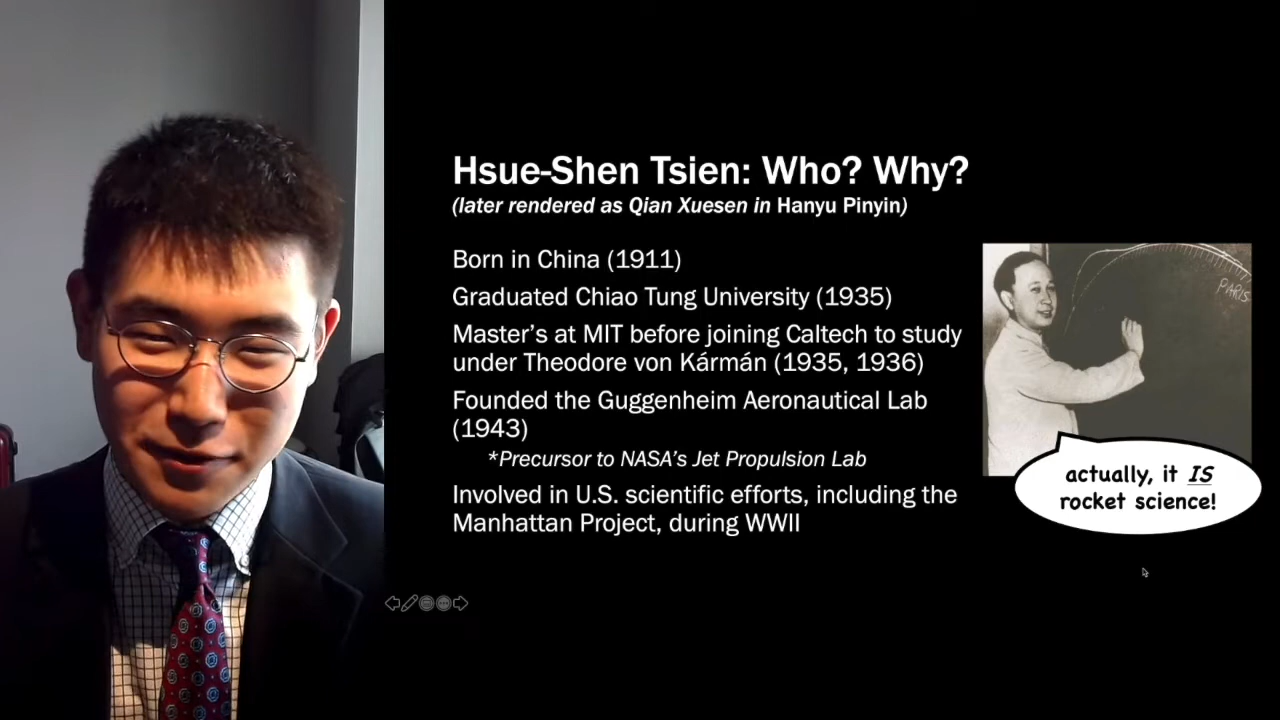 Hsue-Shen Tsien: Who? Why?
(later rendered as Qian Xuesen in Hanyu Pinyin)
Born in China (1911)
Graduated Chiao Tung University (1935)
Master’s at MIT before joining Caltech to study
under Theodore von Kármán (1935, 1936)
Founded the Guggenheim Aeronautical Lab
(1943)
*Precursor to NASA’s Jet Propulsion Lab
Involved in U.S. scientific efforts, including the
Manhattan Project, during WWII
PARIS
actually, it IS
rocket science!